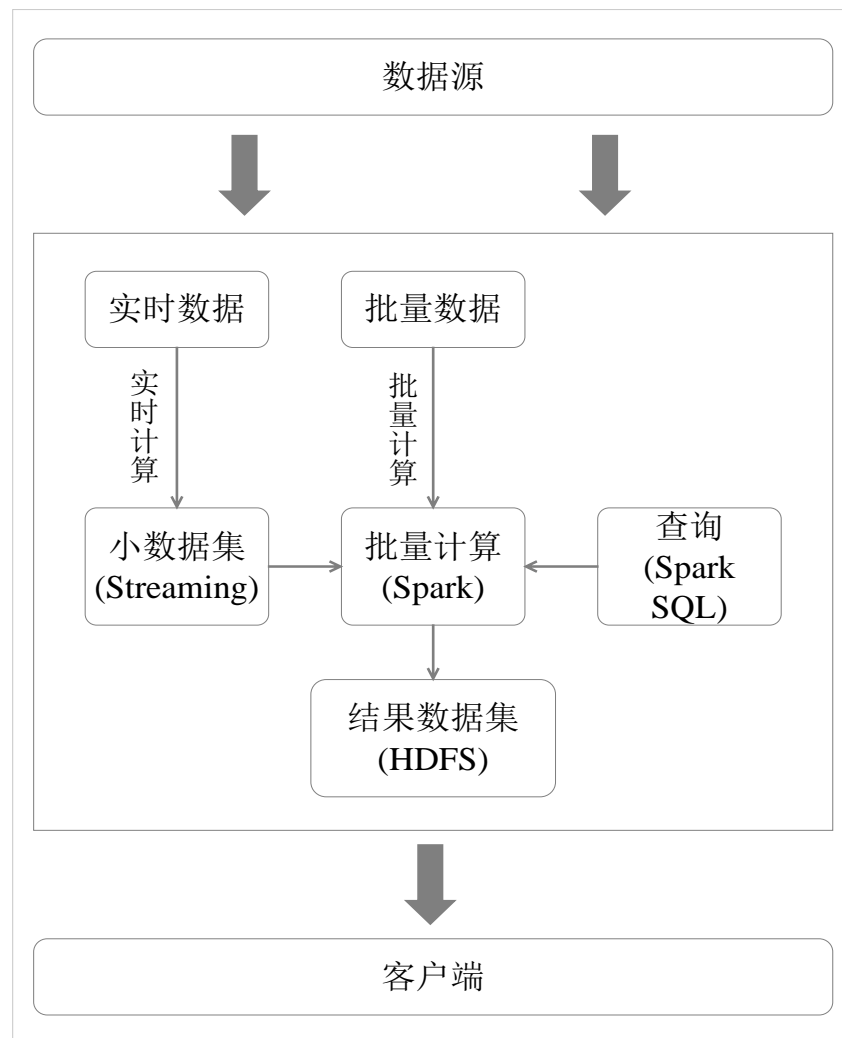 数据源
实时数据
批量数据
实时计算
批量计算
小数据集
(Streaming)
批量计算
(Spark)
查询
(Spark
SQL)
结果数据集
(HDFS)
客户端